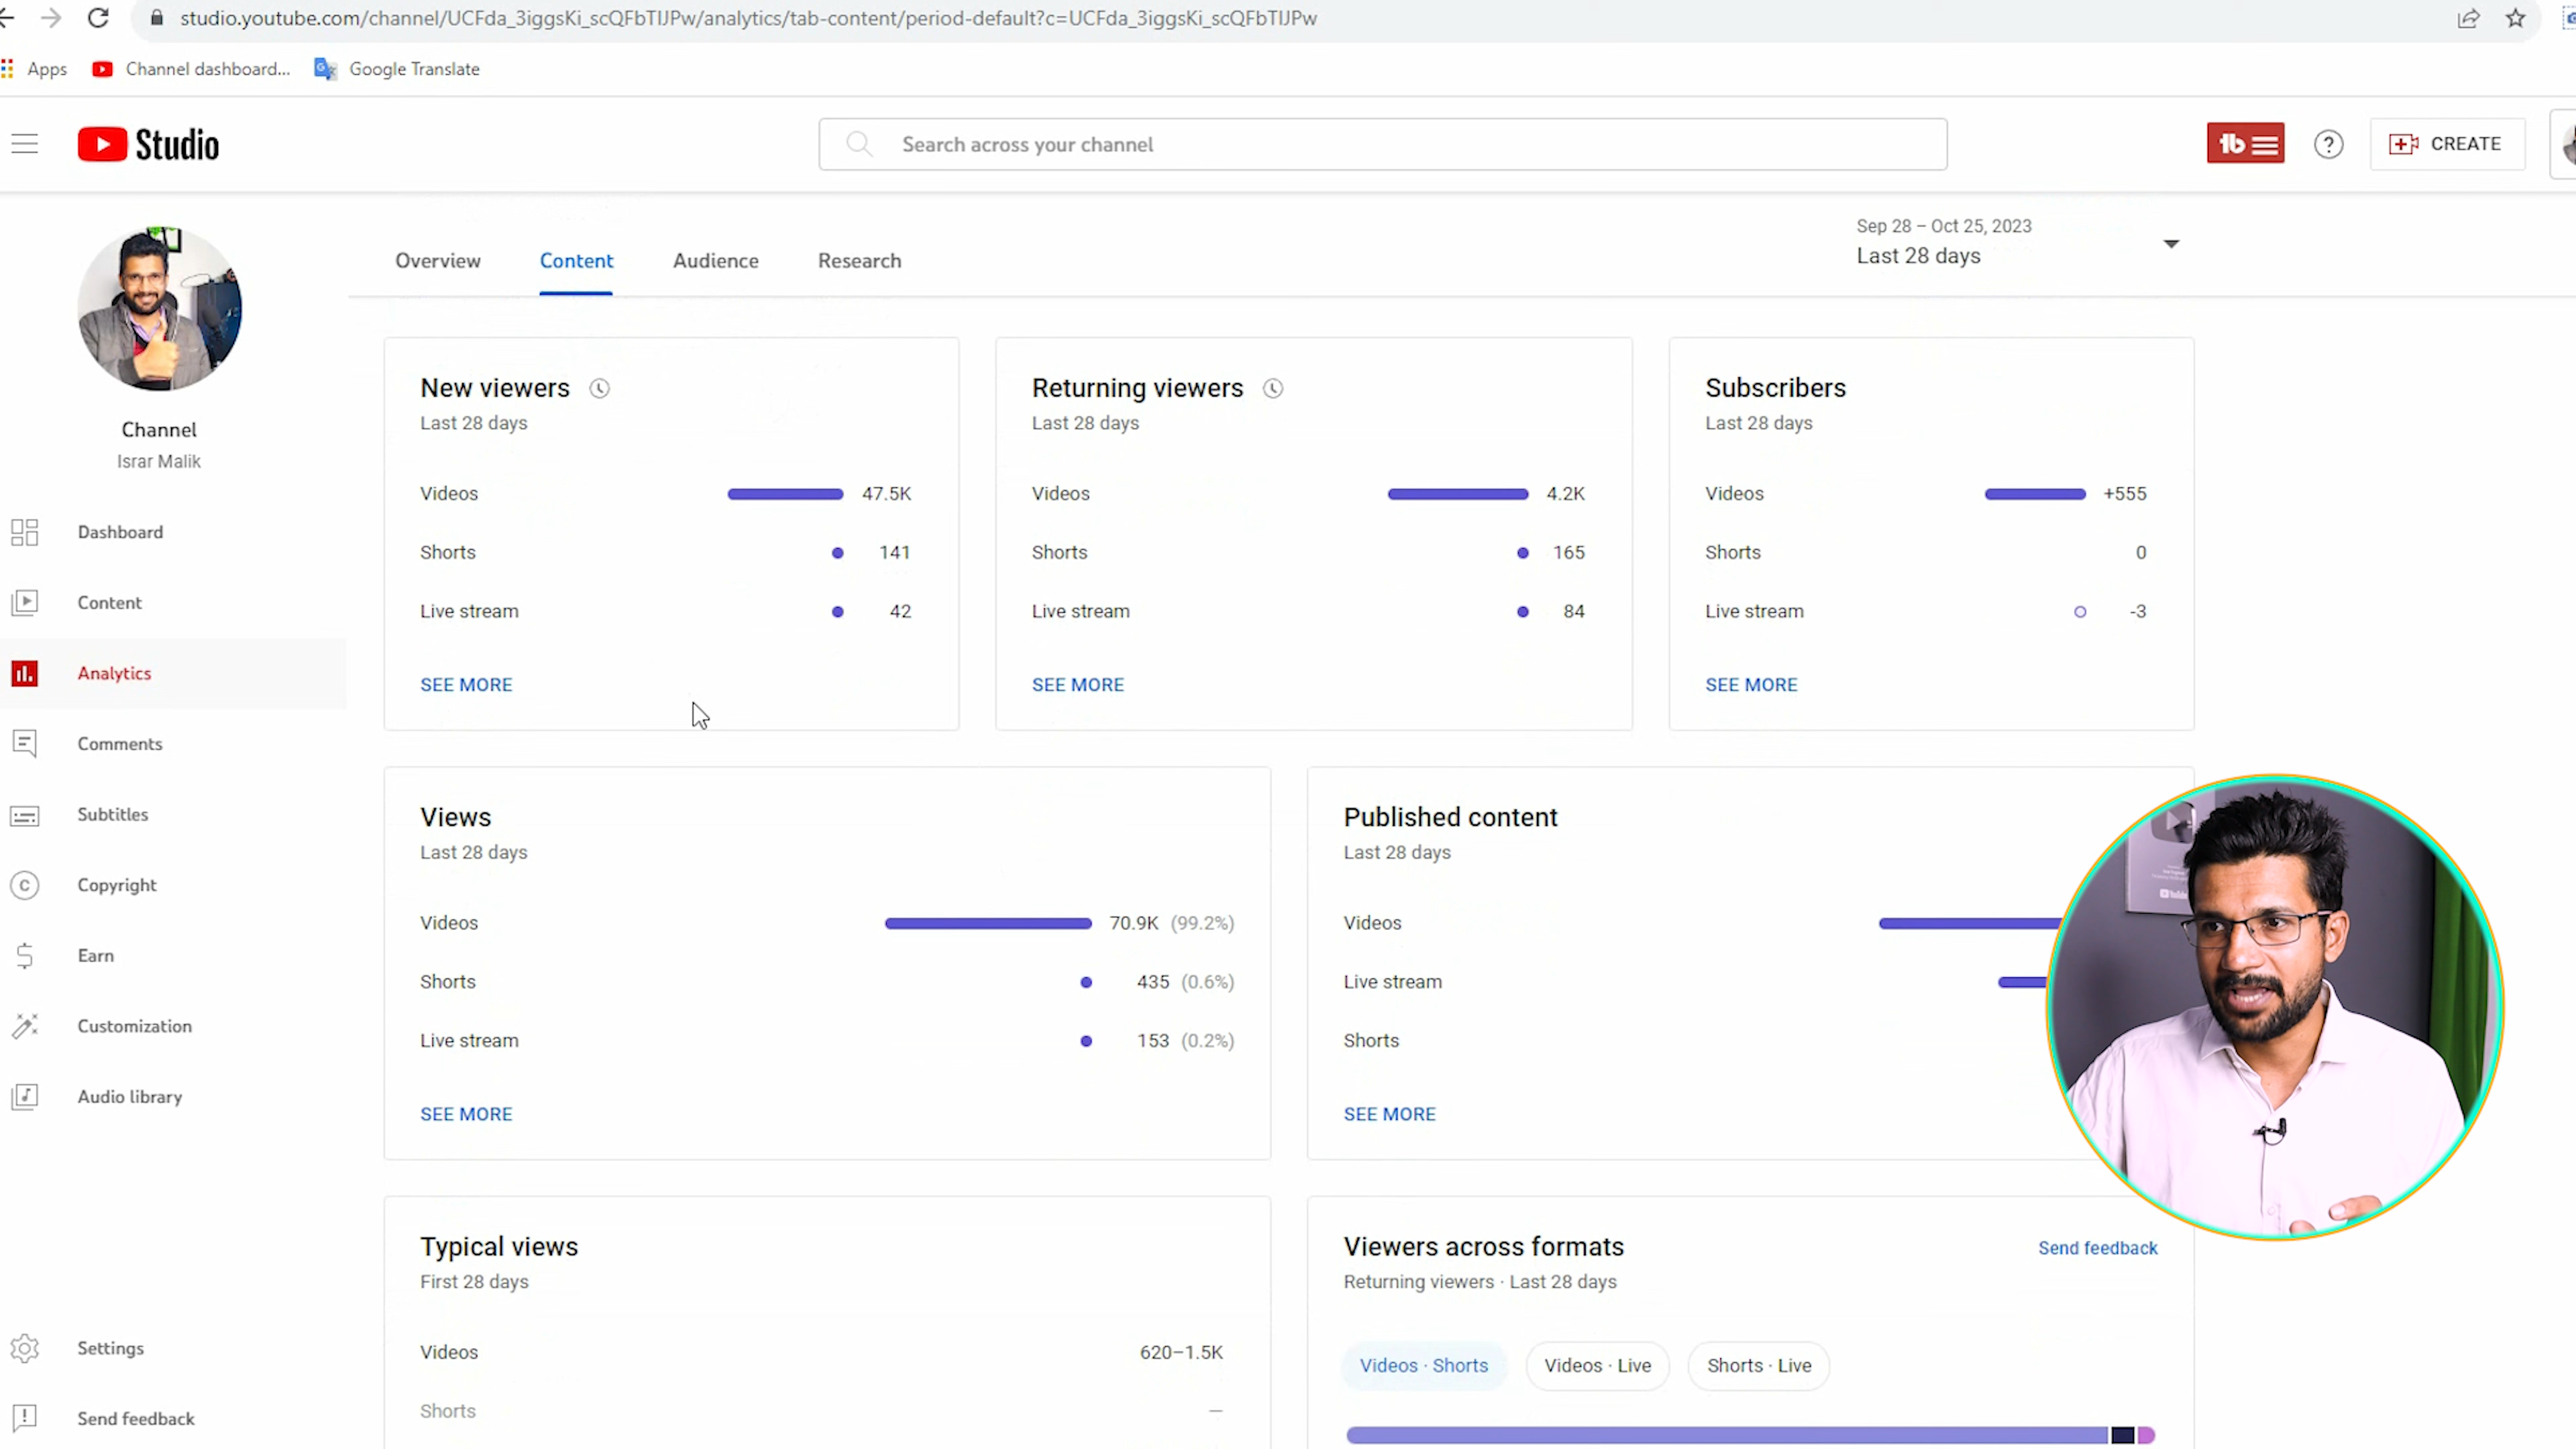 studio.youtube.com/channel/UCFda_3iggsKi_scQFbTIJPw/analytics/tab-content/period-default?c=UCFda_3iggsKi_scQFbTIJPw
Apps Channel dashboard... Google Translate
Studio
Search across your channel
CREATE
Channel
Israr Malik
Dashboard
Content
Analytics
Comments
Subtitles
Copyright
Earn
Customization
Audio library
Settings
Send feedback
Overview Content Audience Research
Sep 28 – Oct 25, 2023
Last 28 days
New viewers
Last 28 days
Videos 47.5K
Shorts 141
Live stream 42
SEE MORE
Returning viewers
Last 28 days
Videos 4.2K
Shorts 165
Live stream 84
SEE MORE
Subscribers
Last 28 days
Videos +555
Shorts 0
Live stream -3
SEE MORE
Views
Last 28 days
Videos 70.9K (99.2%)
Shorts 435 (0.6%)
Live stream 153 (0.2%)
SEE MORE
Published content
Last 28 days
Videos
Live stream
Shorts
SEE MORE
Typical views
First 28 days
Videos 620–1.5K
Shorts –
Viewers across formats
Send feedback
Returning viewers · Last 28 days
Videos · Shorts Videos · Live Shorts · Live